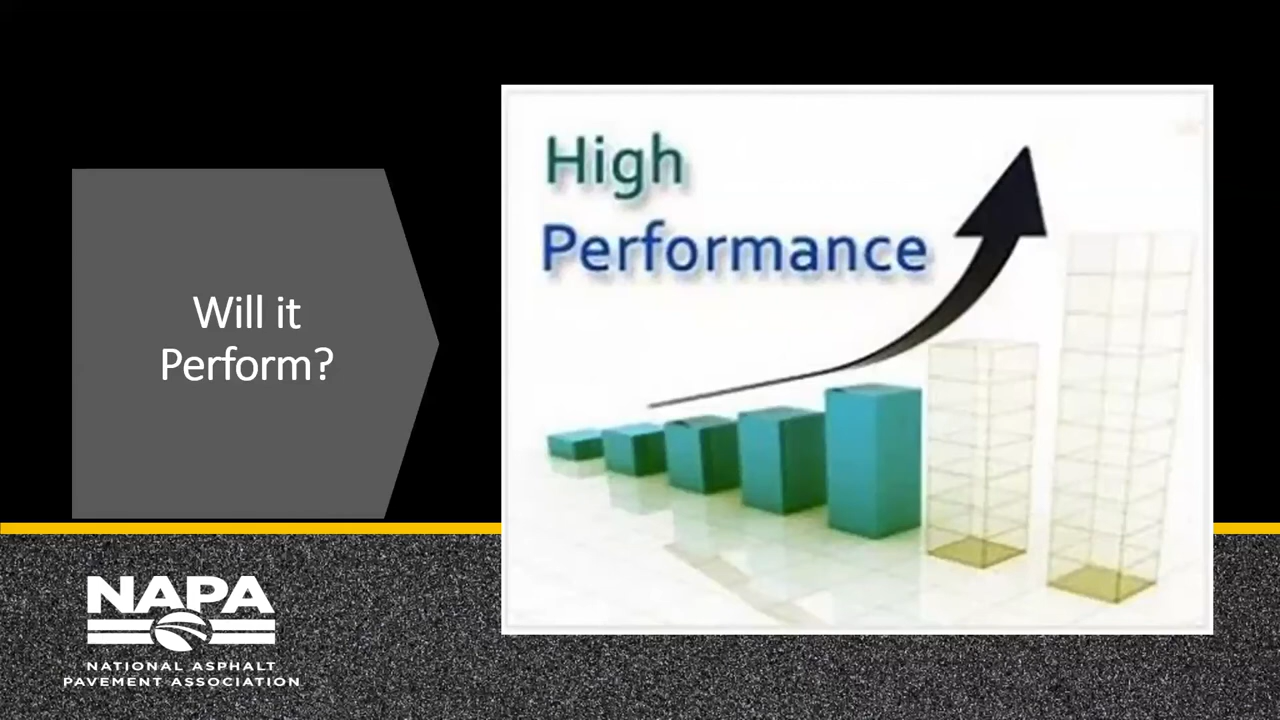 Will it
Perform?
High
Performance
NAPA
NATIONAL ASPHALT
PAVEMENT ASSOCIATION